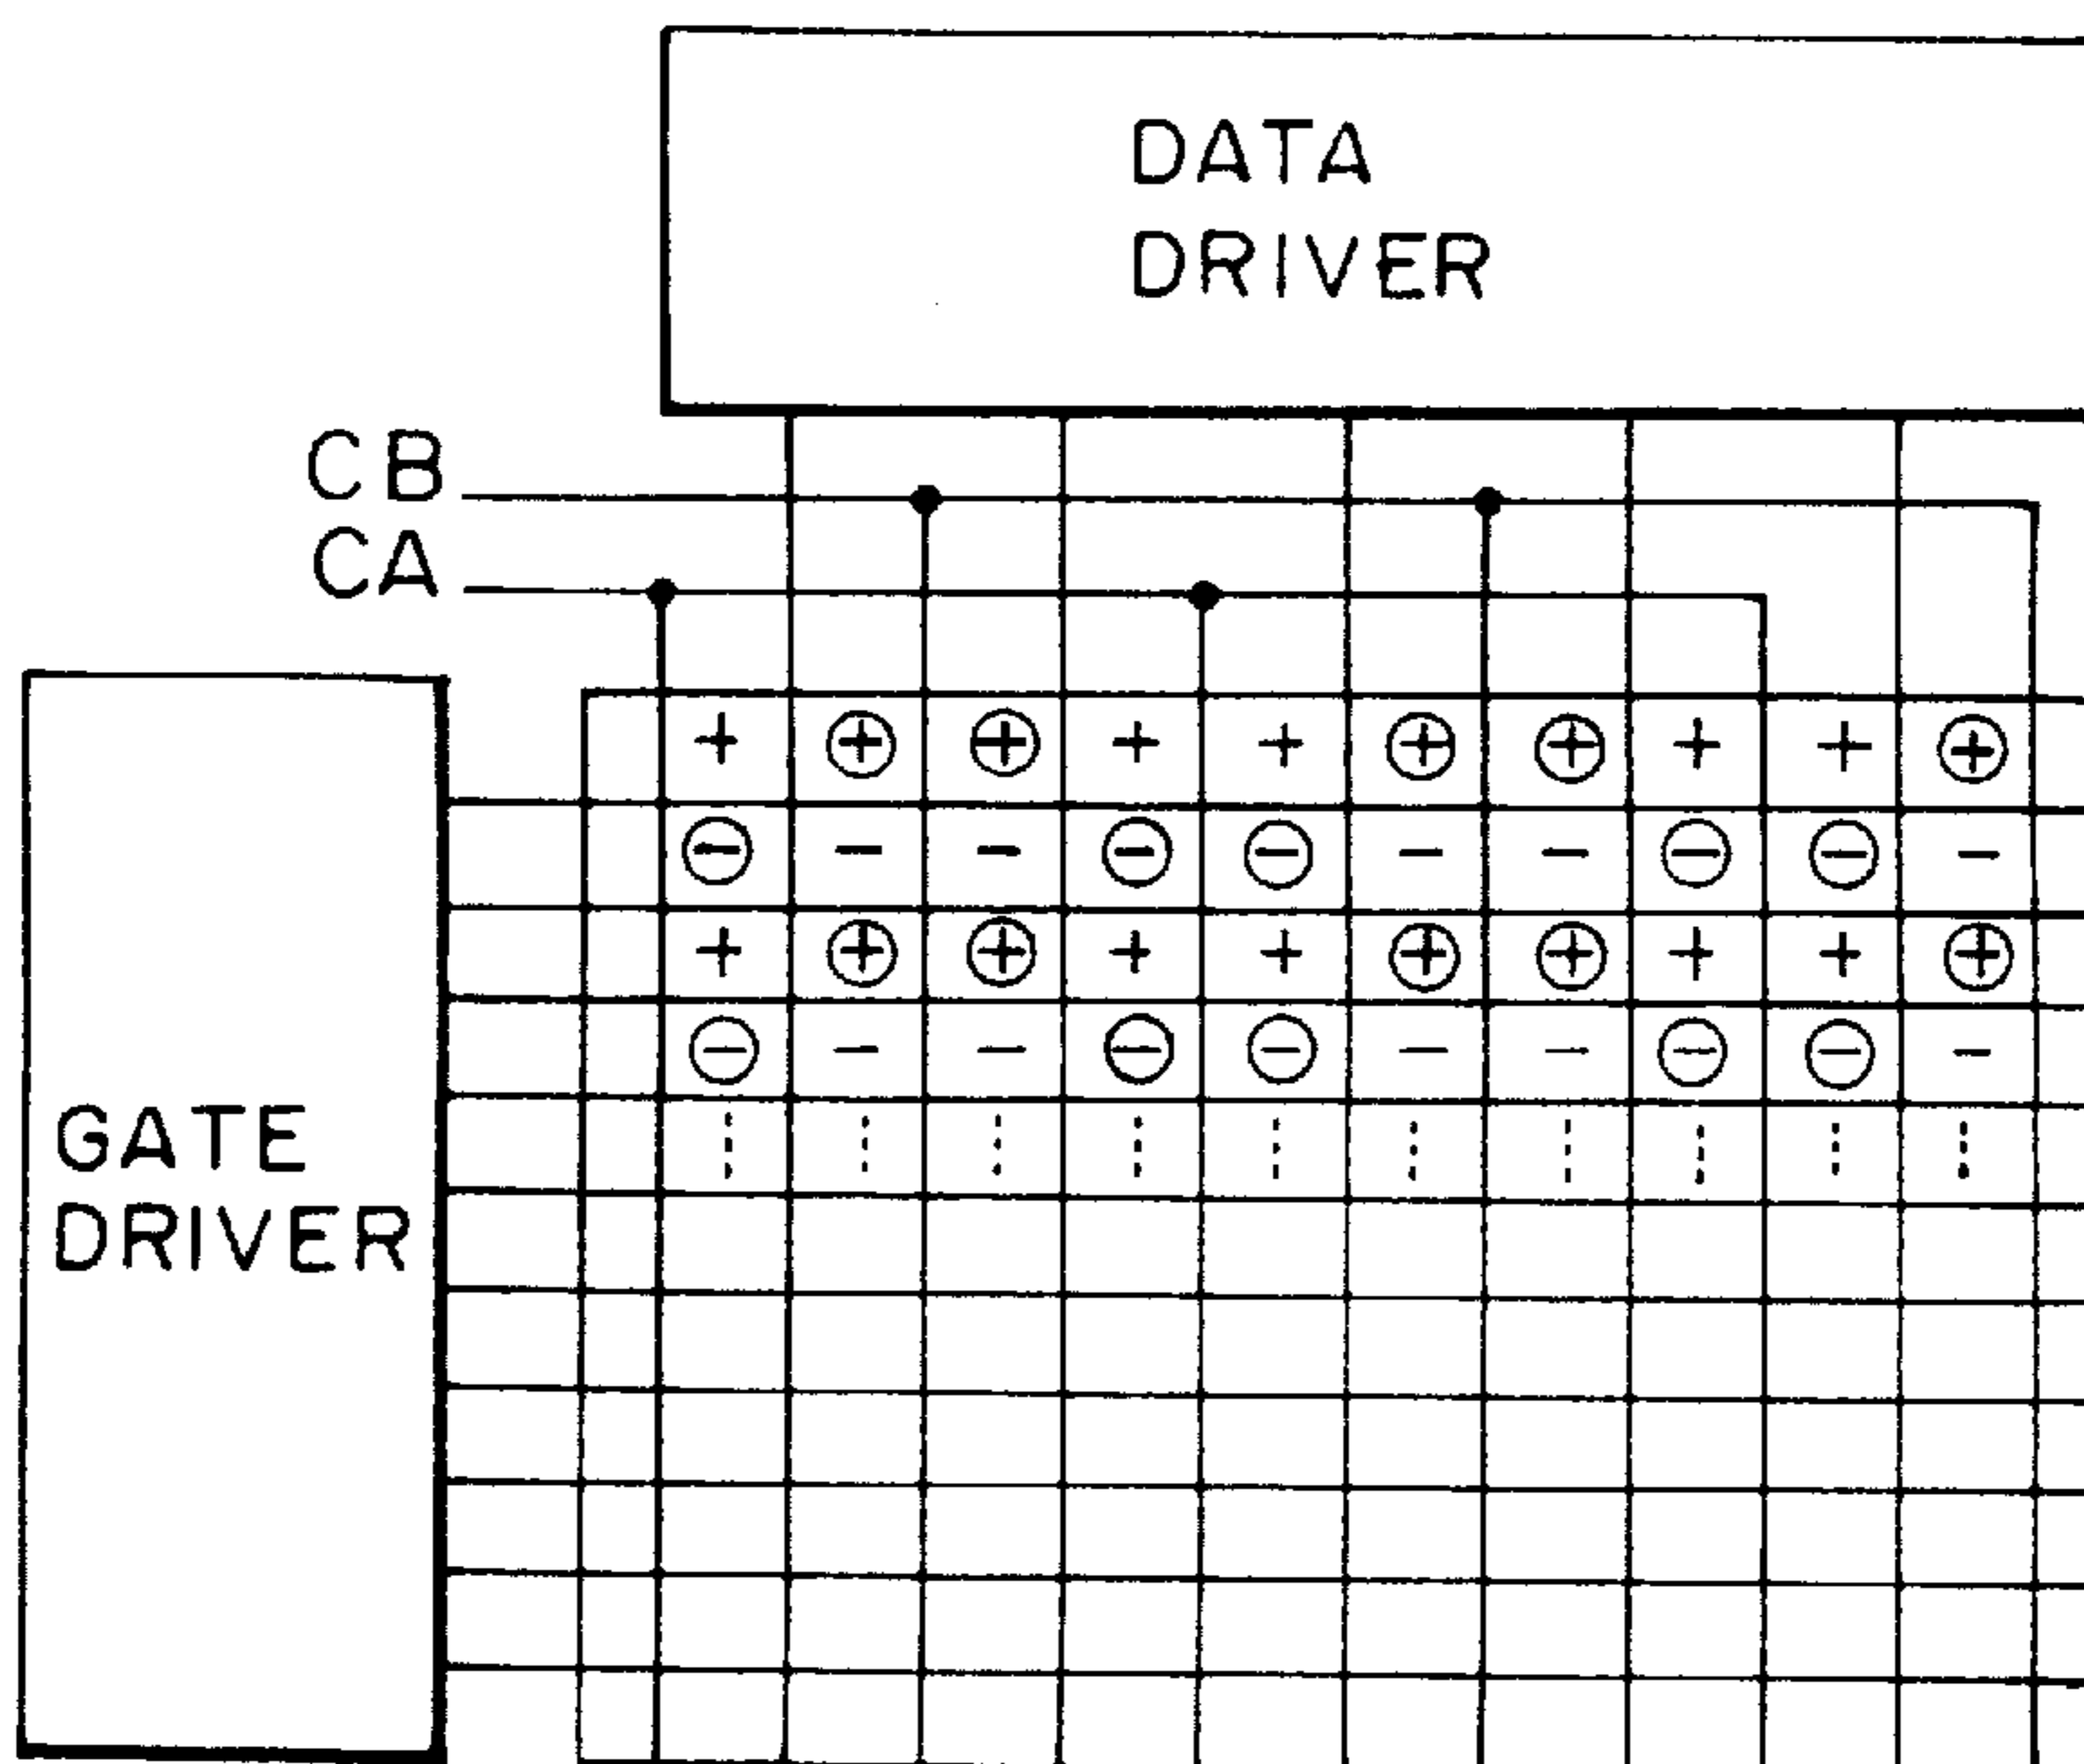 DATA
DRIVER
CB
CA
+ ⊕ ⊕ + + ⊕ ⊕ + + ⊕
⊖ - - ⊖ ⊖ - - ⊖ ⊖ -
+ ⊕ ⊕ + + ⊕ ⊕ + + ⊕
⊖ - - ⊖ ⊖ - - ⊖ ⊖ -
GATE
DRIVER